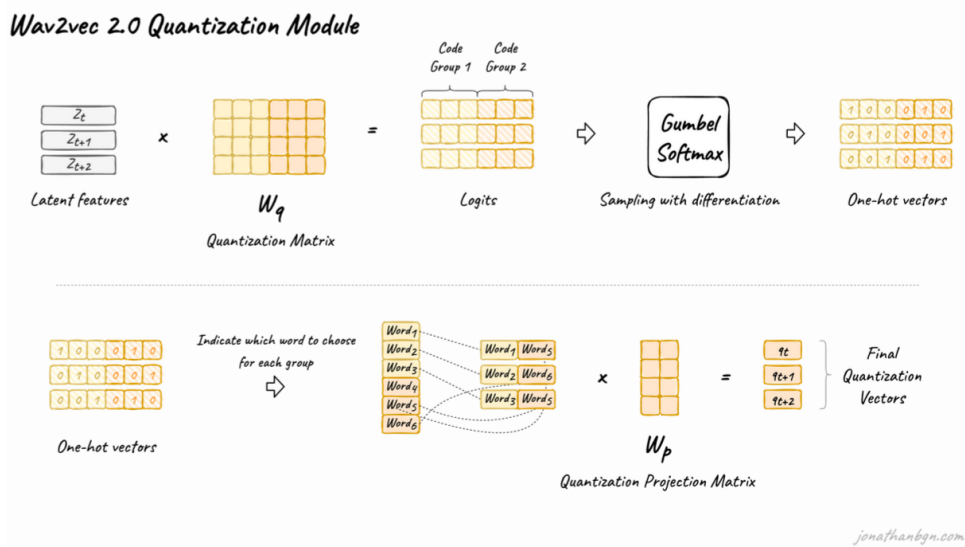 Wav2vec 2.0 Quantization Module
Code Group 1
Code Group 2
Zt
Zt+1
Zt+2
x
=
Gumbel
Softmax
1 0 0 0 1 0
0 1 0 0 0 1
0 0 1 0 1 0
Latent features
Wq
Quantization Matrix
Logits
Sampling with differentiation
One-hot vectors
1 0 0 0 1 0
0 1 0 0 0 1
0 0 1 0 1 0
One-hot vectors
Indicate which word to choose
for each group
Word1
Word2
Word3
Word4
Word5
Word6
Word1 Word5
Word2 Word6
Word3 Word5
x
Wp
Quantization Projection Matrix
=
qt
qt+1
qt+2
Final
Quantization
Vectors
jonathanbgn.com